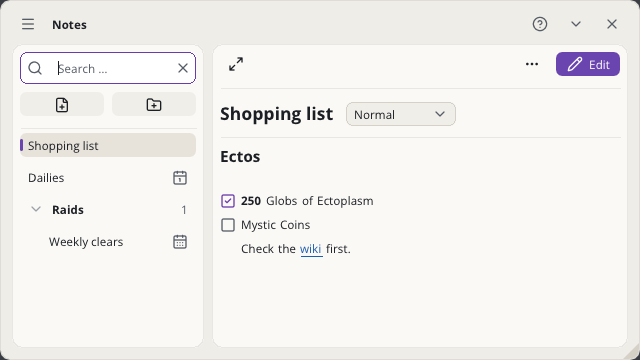 Notes
Search ...
Shopping list
Dailies
Raids 1
Weekly clears
Edit
Shopping list Normal
Ectos
250 Globs of Ectoplasm
Mystic Coins
Check the wiki first.